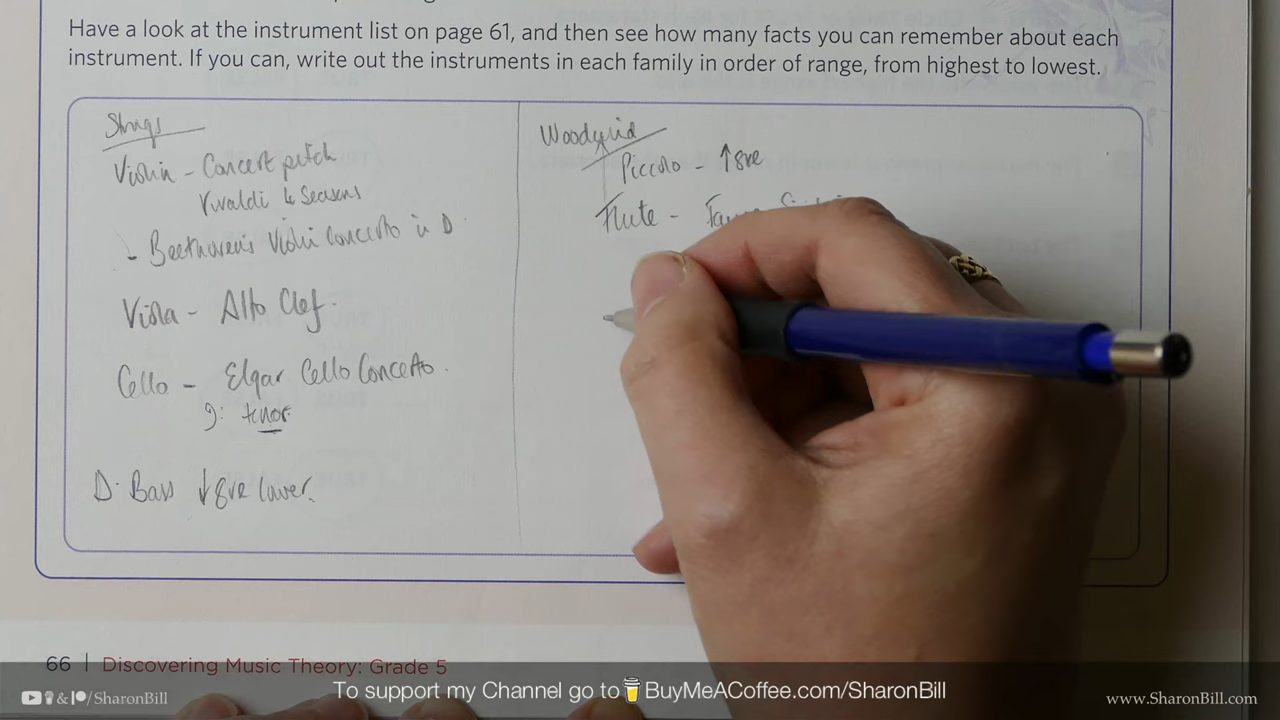 Have a look at the instrument list on page 61, and then see how many facts you can remember about each
instrument. If you can, write out the instruments in each family in order of range, from highest to lowest.
Strings
Violin - Concert pitch
Vivaldi 4 Seasons
- Beethoven's Violin Concerto in D
Viola - Alto Clef.
Cello - Elgar Cello Concerto.
9: tenor
D. Bass ↓ 8ve lower.
Woodwind
Piccolo - ↑ 8ve
Flute -
66 | Discovering Music Theory: Grade 5
To support my Channel go to BuyMeACoffee.com/SharonBill
& /SharonBill
www.SharonBill.com